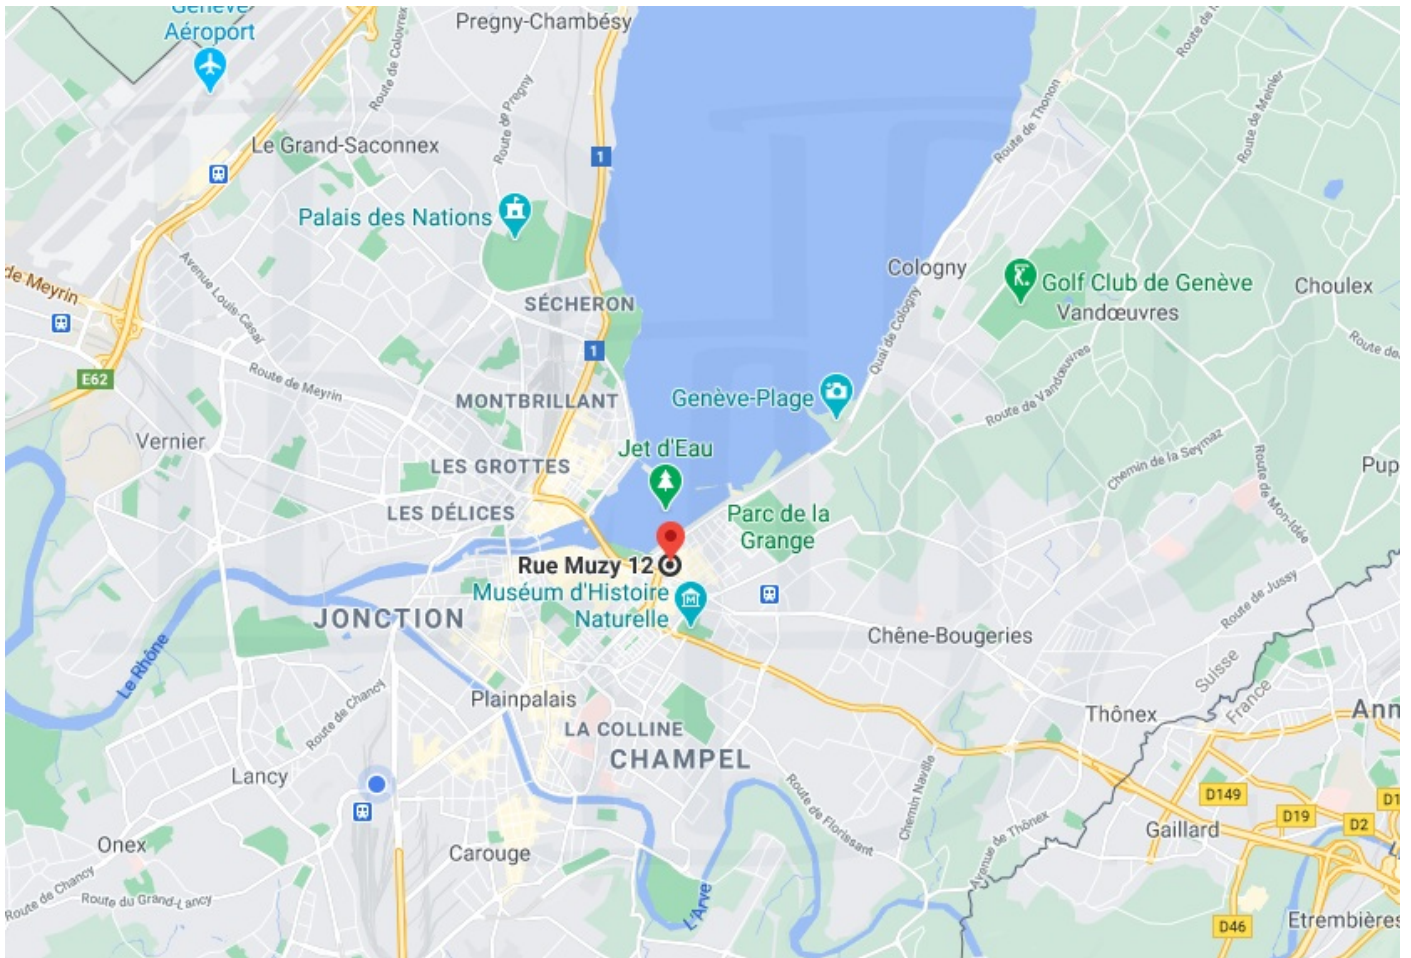 Genève
Aéroport
Pregny-Chambésy
Route de Colovrex
Route de Pregny
Route de Thonon
Route de Meinier
Le Grand-Saconnex
1
Palais des Nations
Avenue Louis-Casaï
de Meyrin
Cologny
Golf Club de Genève
Vandœuvres
Choulex
SÉCHERON
1
Quai de Cologny
Route de
E62
Route de Meyrin
MONTBRILLANT
Genève-Plage
Route de Vandœuvres
Vernier
Jet d'Eau
Chemin de la Seymaz
Route de Mon-Idée
Pup
LES GROTTES
LES DÉLICES
Parc de la
Grange
Rue Muzy 12
Muséum d'Histoire
Naturelle
JONCTION
Le Rhône
Chêne-Bougeries
Route de Jussy
Suisse
France
Plainpalais
Route de Chancy
LA COLLINE
CHAMPEL
Thônex
Ann
Lancy
Route de Florissant
Chemin Naville
D149
D19
D1
D2
Gaillard
Onex
Carouge
Avenue de Thônex
Route de Chancy
Route du Grand-Lancy
L'Arve
D46
Etrembières